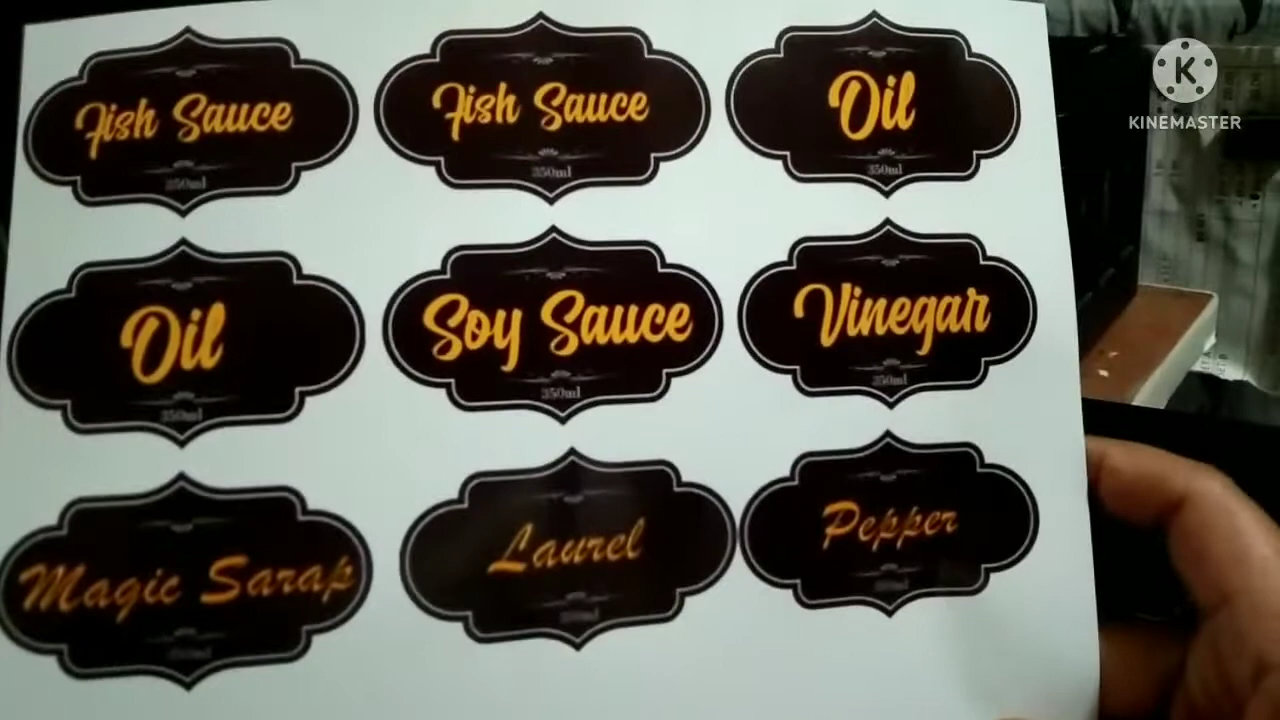 Fish Sauce
350ml
Fish Sauce
350ml
Oil
350ml
Oil
350ml
Soy Sauce
350ml
Vinegar
350ml
Magic Sarap
Laurel
Pepper
K
KINEMASTER